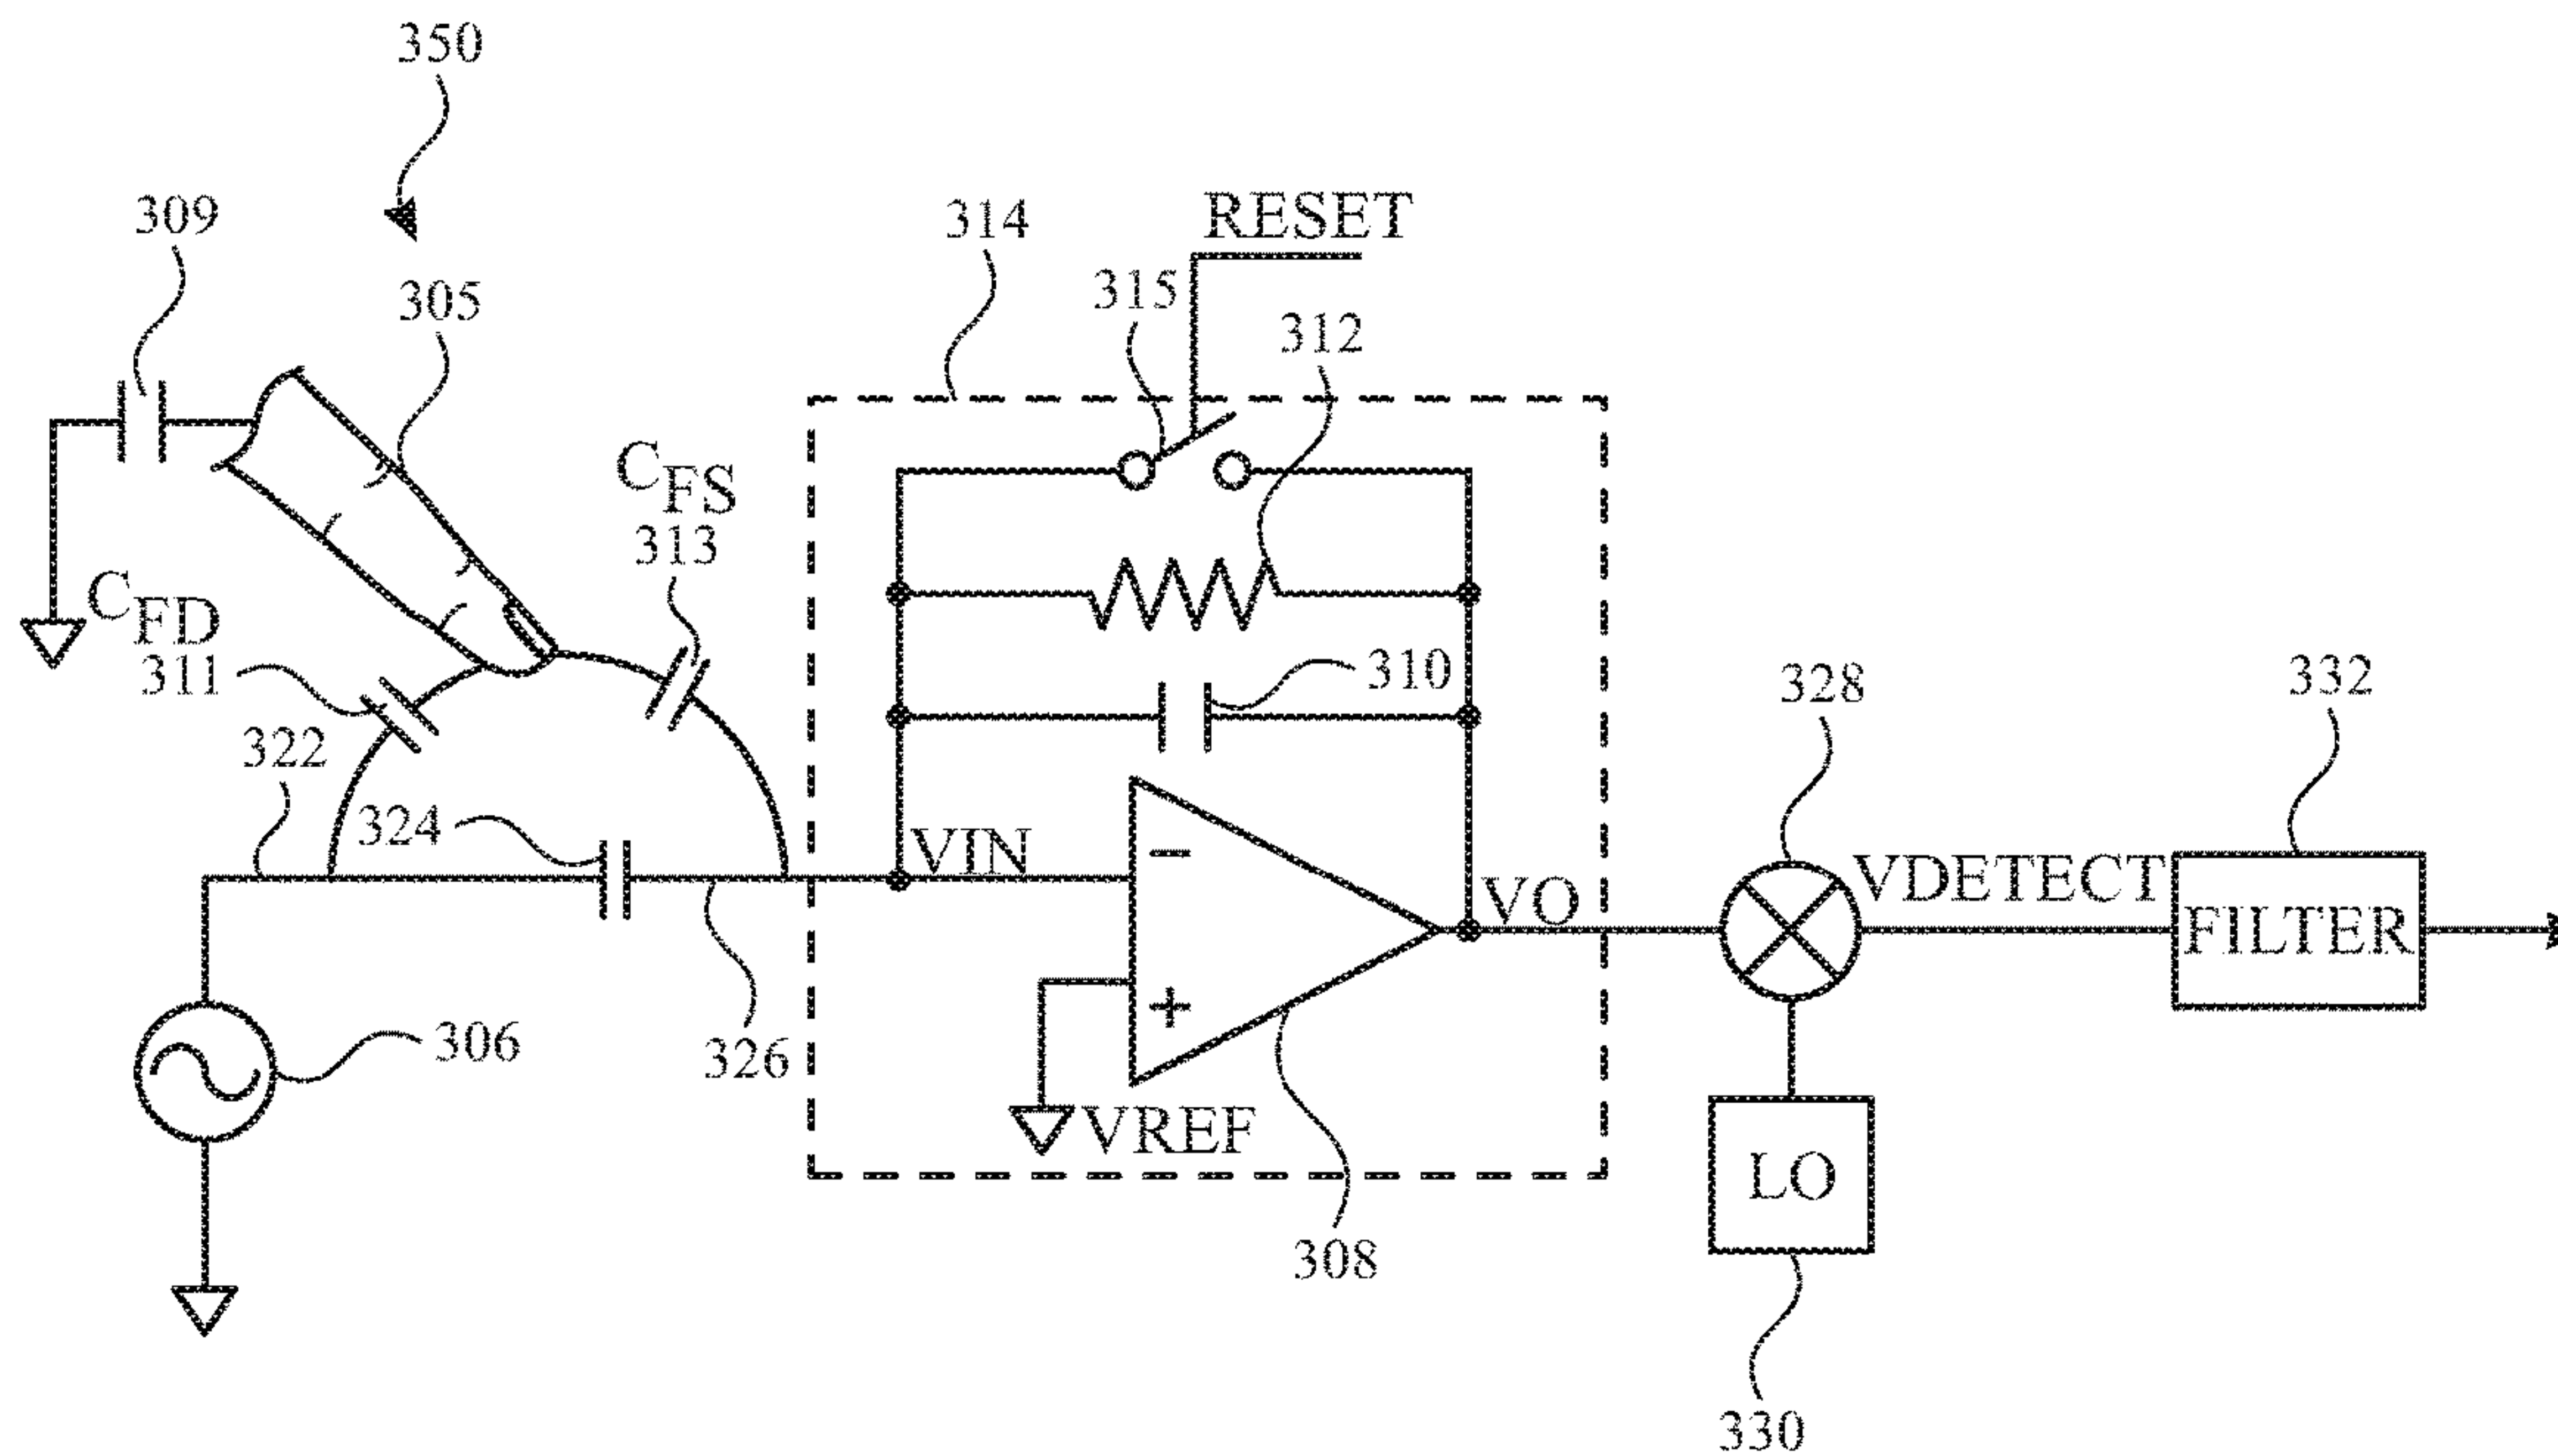 350
309
305
314
RESET
315
312
CFS
313
CFD
311
310
328
332
322
324
VIN
VDETECT
VO
FILTER
306
326
−
+
VREF
LO
308
330